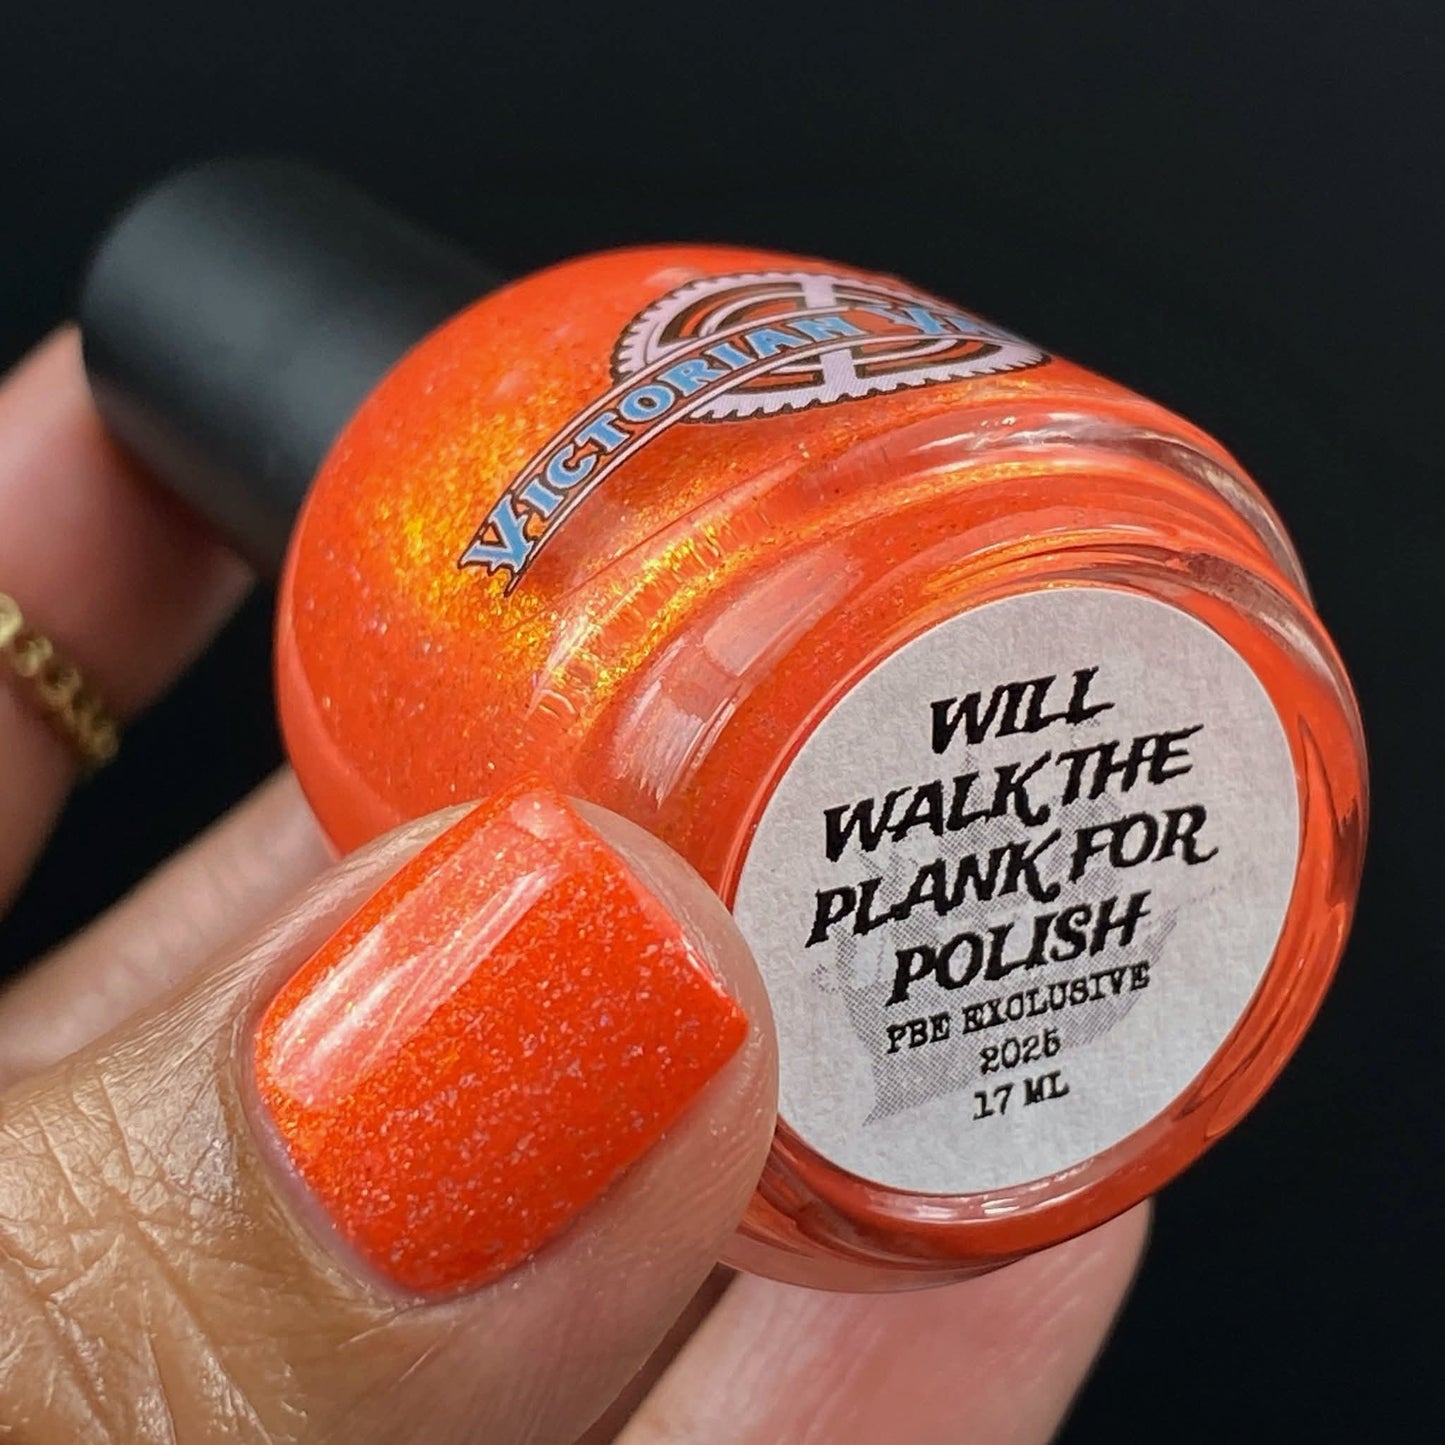 VICTORIAN
WILL
WALK THE
PLANK FOR
POLISH
PBE EXCLUSIVE
2025
17 ML